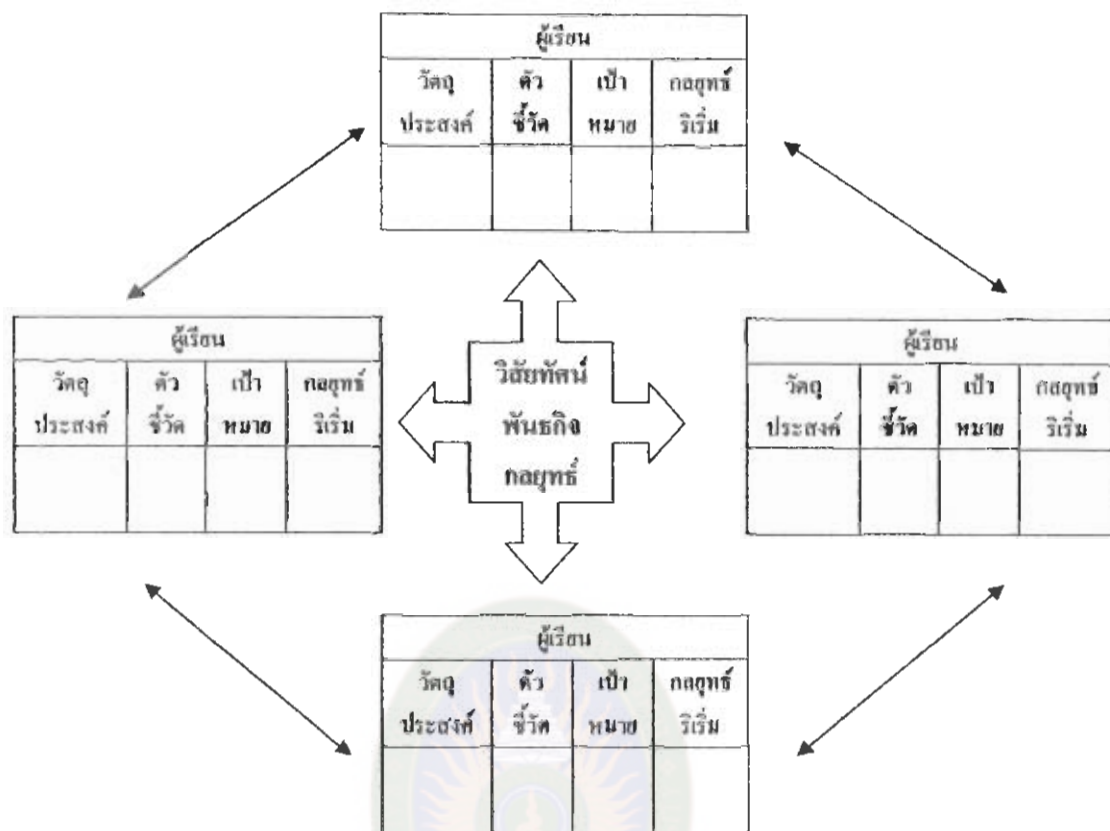 ผู้เรียน
วัตถุ ตัว เป้า กลยุทธ์
ประสงค์ ชี้วัด หมาย ริเริ่ม
ผู้เรียน
วัตถุ ตัว เป้า กลยุทธ์
ประสงค์ ชี้วัด หมาย ริเริ่ม
วิสัยทัศน์
พันธกิจ
กลยุทธ์
ผู้เรียน
วัตถุ ตัว เป้า กลยุทธ์
ประสงค์ ชี้วัด หมาย ริเริ่ม
ผู้เรียน
วัตถุ ตัว เป้า กลยุทธ์
ประสงค์ ชี้วัด หมาย ริเริ่ม